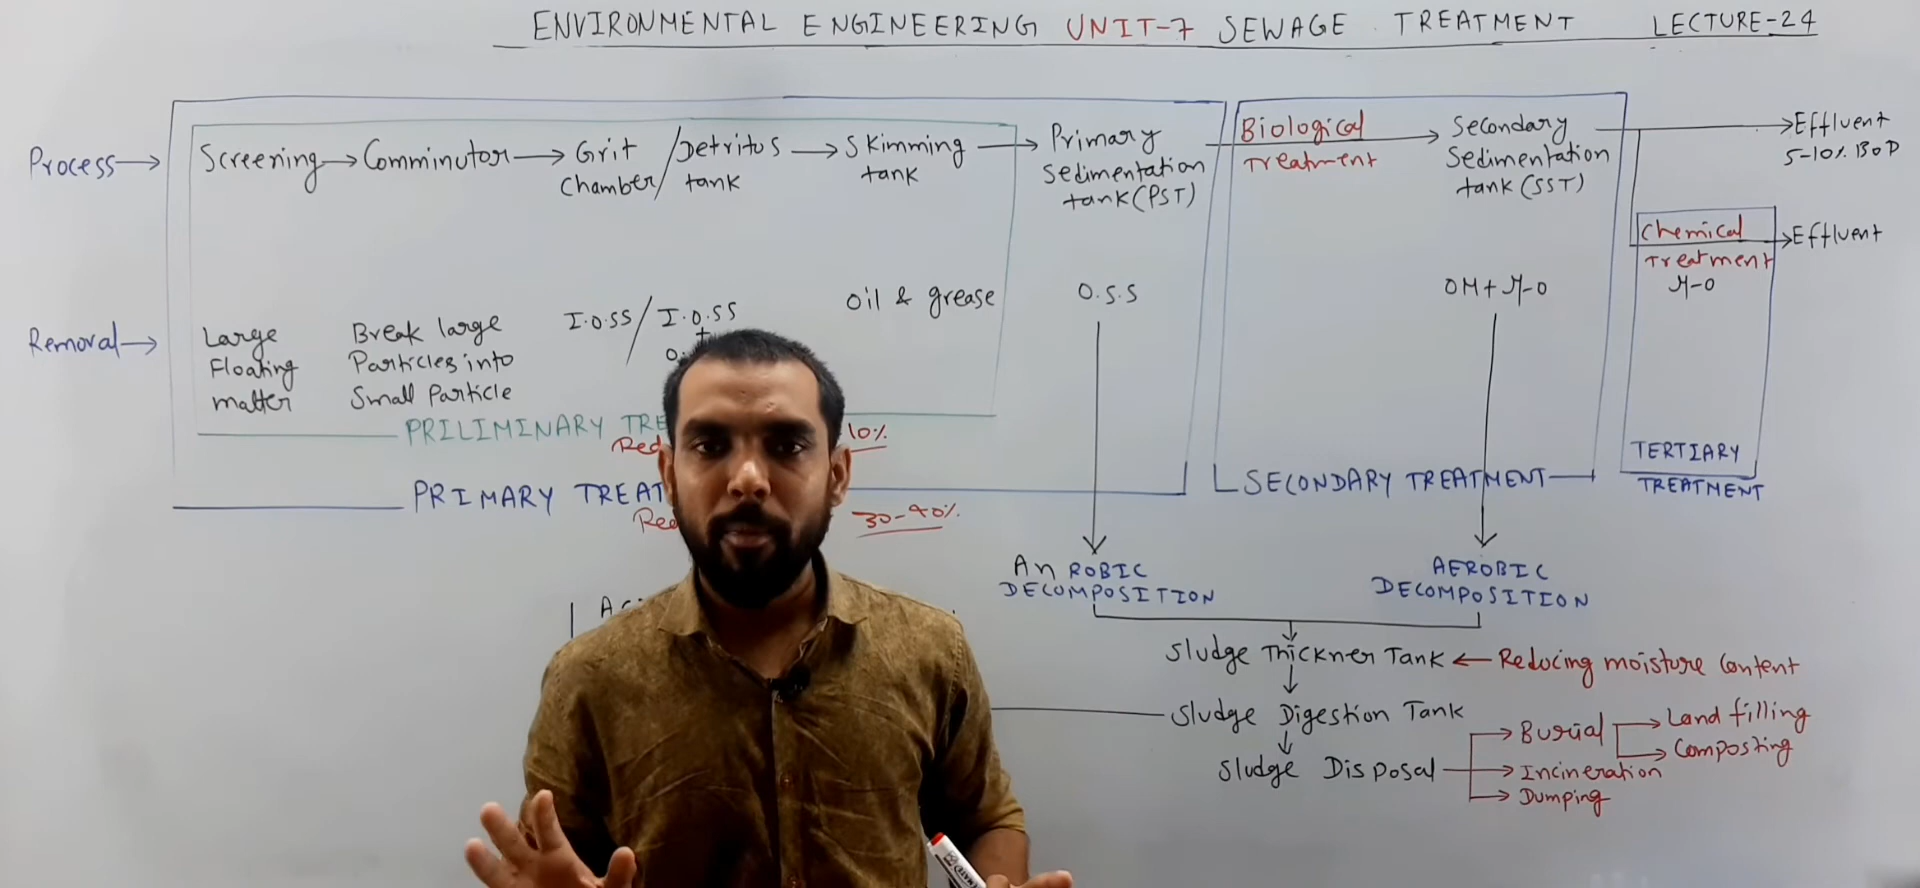 ENVIRONMENTAL ENGINEERING UNIT-7 SEWAGE TREATMENT LECTURE-24
Process
Screening
Comminutor
Grit
Chamber/
Detritus
tank
Skimming
tank
Primary
Sedimentation
tank(PST)
Biological
Treatment
Secondary
Sedimentation
tank(SST)
Effluent
5-10% BOD
Chemical
Treatment
M-O
Effluent
Removal
Large
Floating
matter
Break large
Particles into
Small Particle
I.O.SS/
I.O.SS
+
oil & grease
O.S.S
OM+M-O
PRILIMINARY
10%
PRIMARY
30-40%
SECONDARY TREATMENT
TERTIARY
TREATMENT
AnROBIC
DECOMPOSITION
AEROBIC
DECOMPOSITION
Sludge Thickner Tank
Reducing moisture Content
Sludge Digestion Tank
Sludge Disposal
Burial
Land filling
Composting
Incineration
Dumping